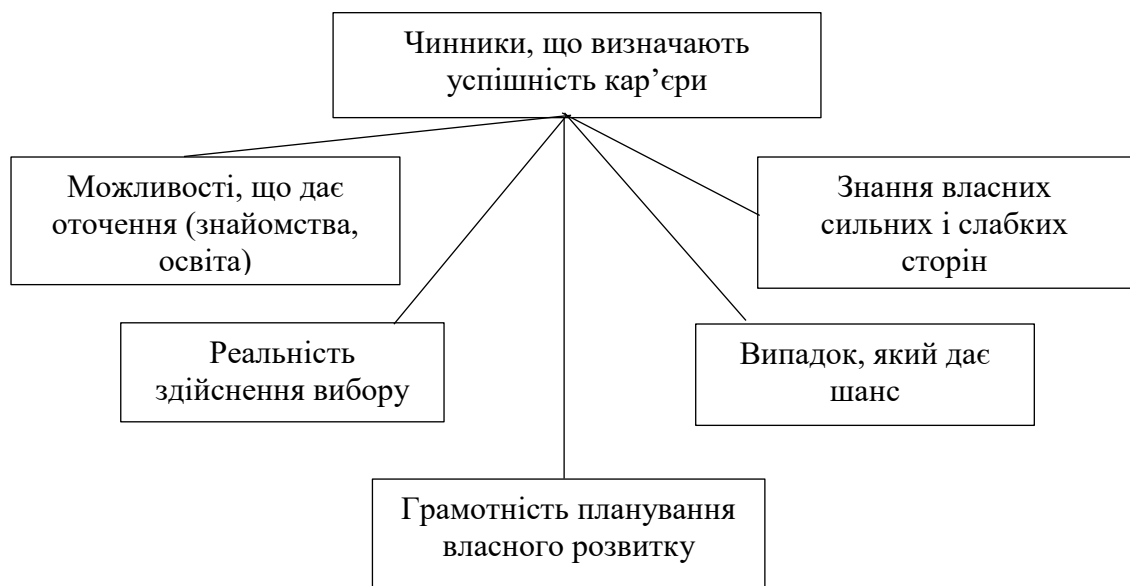 Чинники, що визначають
успішність кар’єри
Можливості, що дає
оточення (знайомства,
освіта)
Знання власних
сильних і слабких
сторін
Реальність
здійснення вибору
Випадок, який дає
шанс
Грамотність планування
власного розвитку